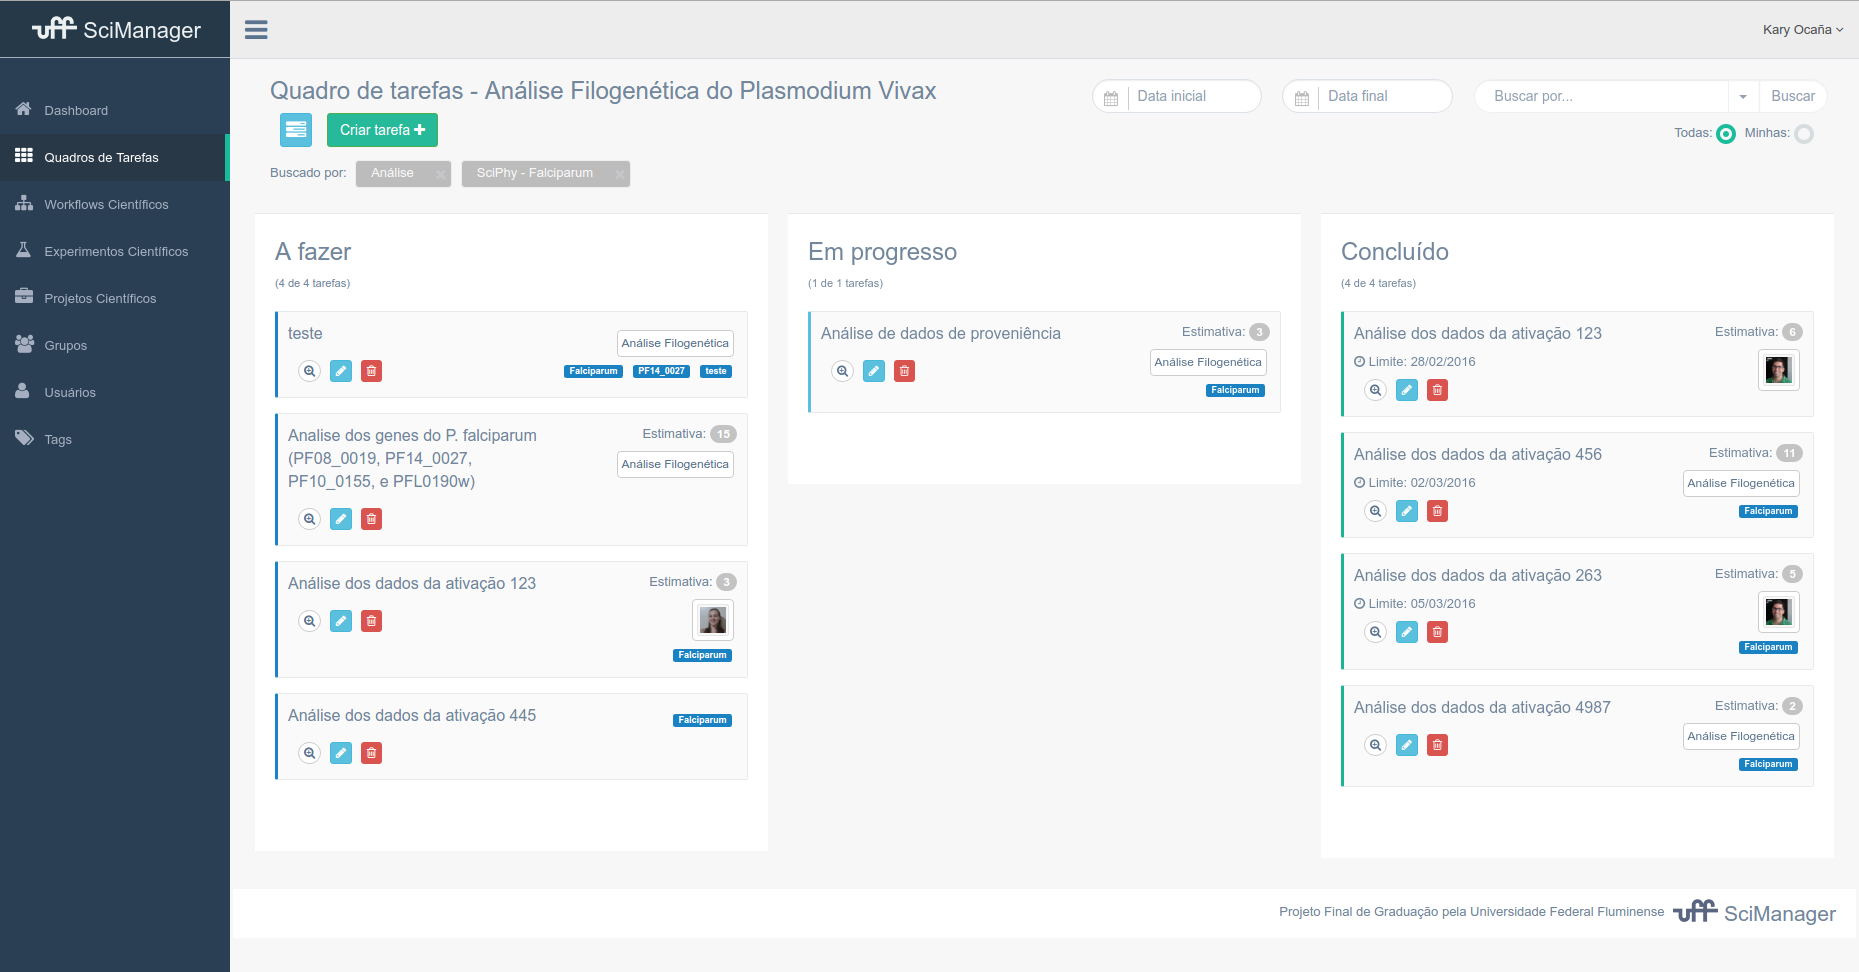 uff SciManager
Kary Ocaña
Dashboard
Quadros de Tarefas
Workflows Científicos
Experimentos Científicos
Projetos Científicos
Grupos
Usuários
Tags
Quadro de tarefas - Análise Filogenética do Plasmodium Vivax
Data inicial
Data final
Buscar por...
Buscar
Criar tarefa
Todas:
Minhas:
Buscado por:
Análise
SciPhy - Falciparum
A fazer
(4 de 4 tarefas)
teste
Análise Filogenética
Falciparum
PF14_0027
teste
Analise dos genes do P. falciparum
(PF08_0019, PF14_0027,
PF10_0155, e PFL0190w)
Estimativa: 15
Análise Filogenética
Análise dos dados da ativação 123
Estimativa: 3
Falciparum
Análise dos dados da ativação 445
Falciparum
Em progresso
(1 de 1 tarefas)
Análise de dados de proveniência
Estimativa: 3
Análise Filogenética
Falciparum
Concluído
(4 de 4 tarefas)
Análise dos dados da ativação 123
Estimativa: 6
Limite: 28/02/2016
Análise dos dados da ativação 456
Estimativa: 11
Limite: 02/03/2016
Análise Filogenética
Falciparum
Análise dos dados da ativação 263
Estimativa: 5
Limite: 05/03/2016
Falciparum
Análise dos dados da ativação 4987
Estimativa: 2
Análise Filogenética
Falciparum
Projeto Final de Graduação pela Universidade Federal Fluminense
uff SciManager